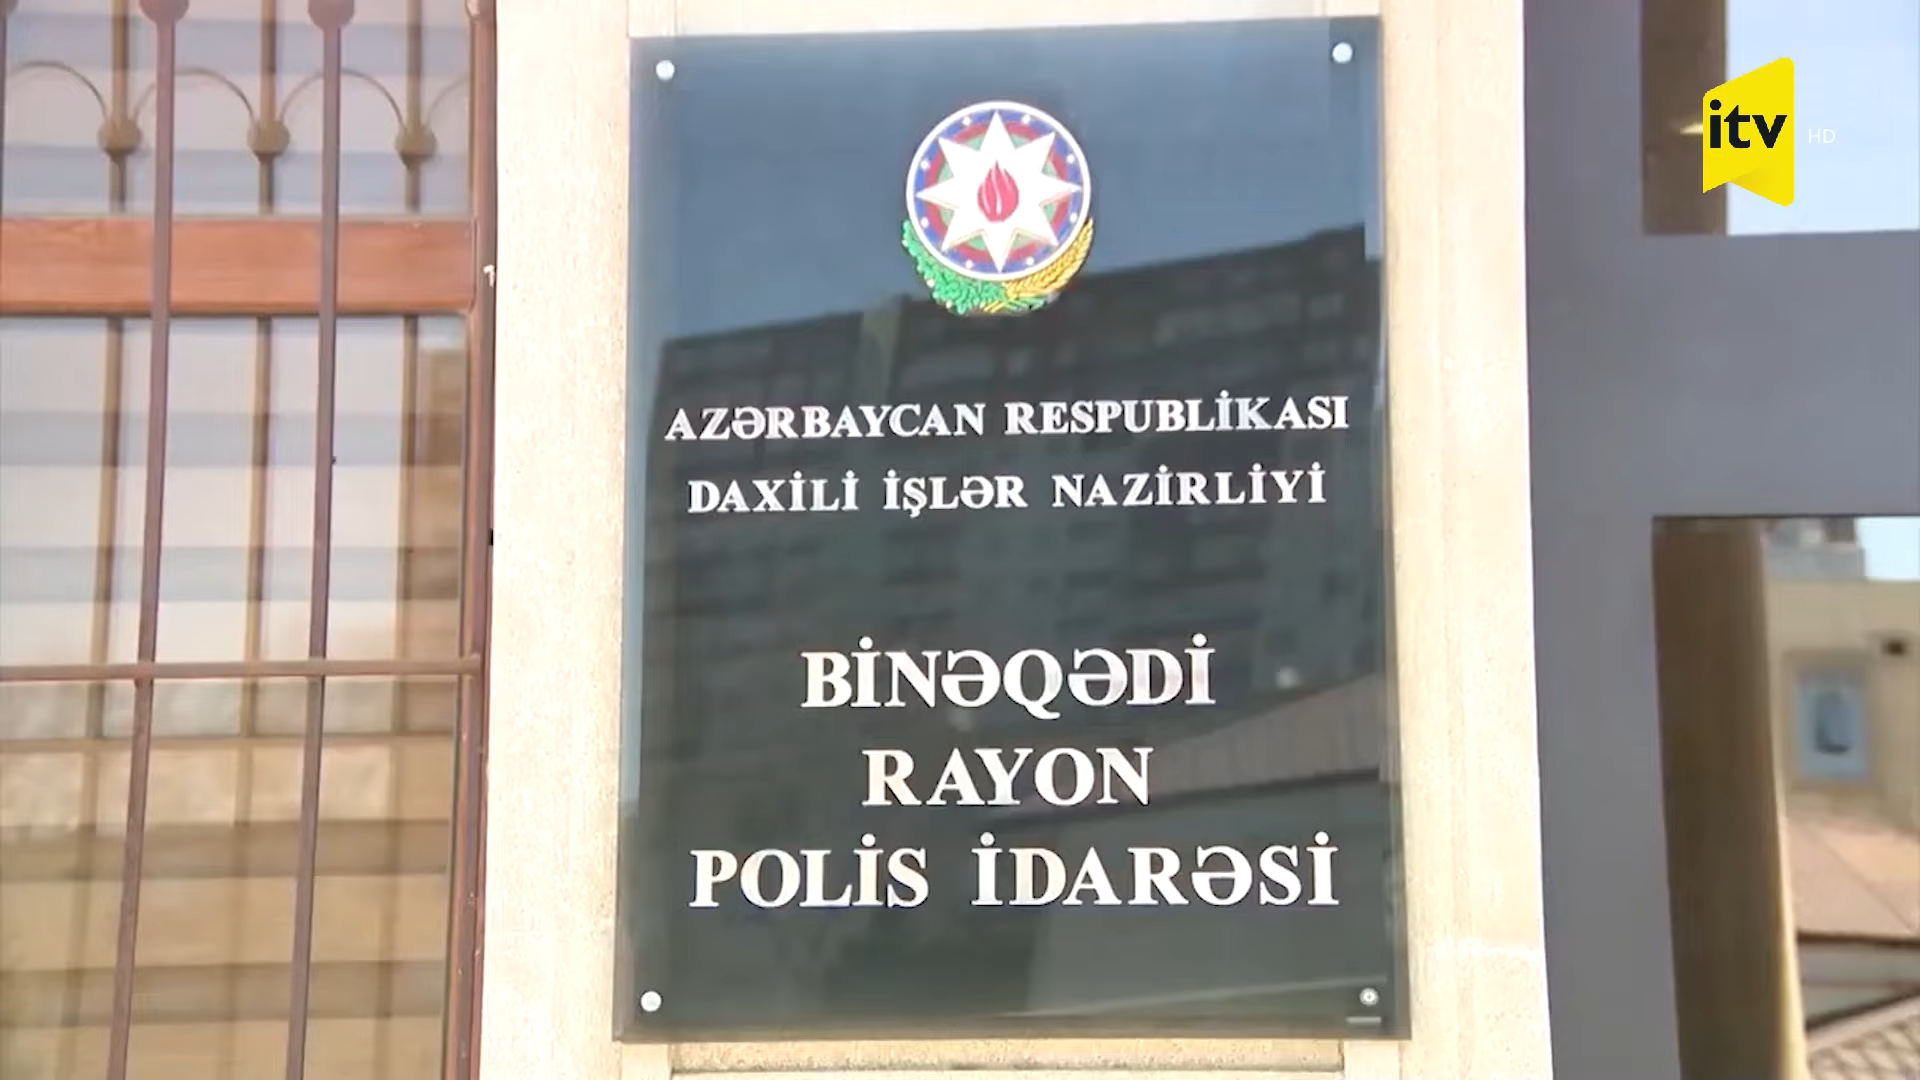 itv HD
AZƏRBAYCAN RESPUBLİKASI
DAXİLİ İŞLƏR NAZİRLİYİ
BİNƏQƏDİ
RAYON
POLİS İDARƏSİ